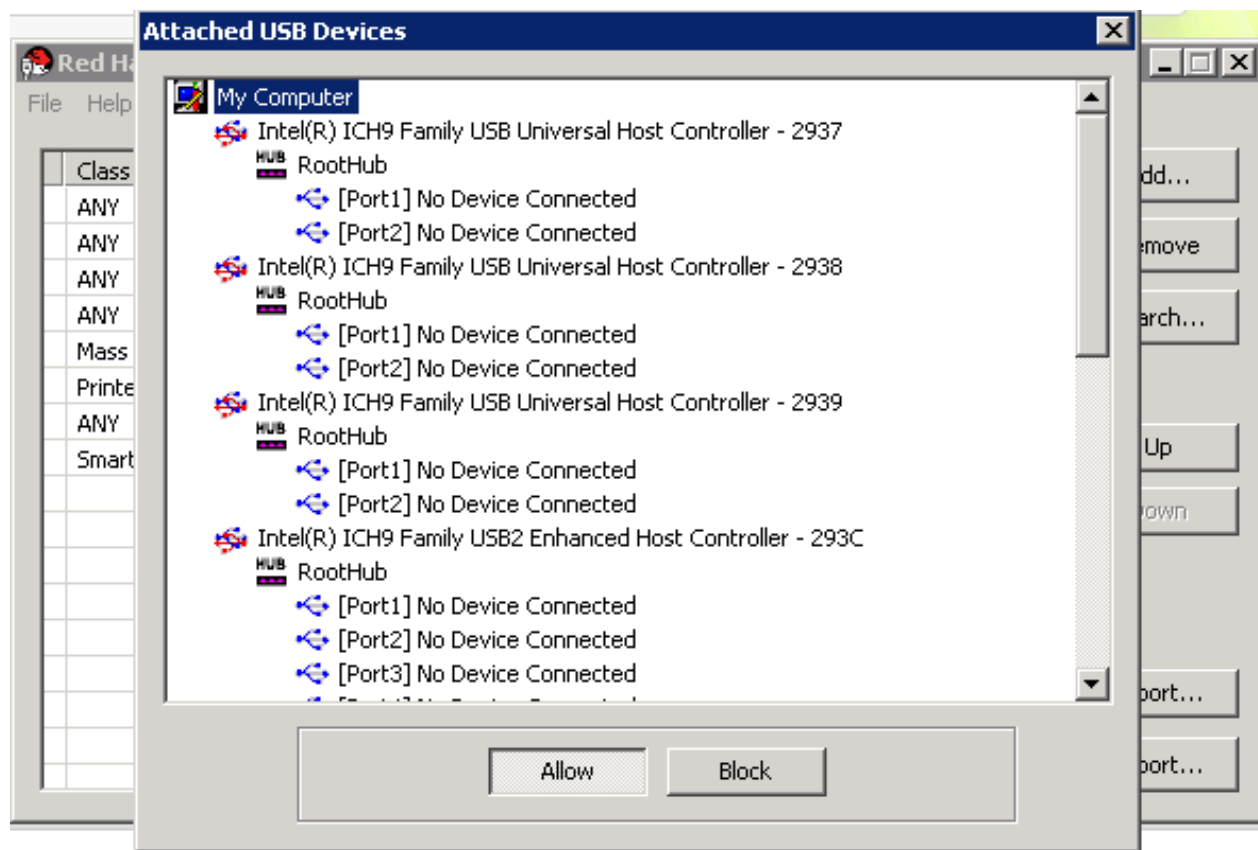 Attached USB Devices
Red Ha
File Help
My Computer
Intel(R) ICH9 Family USB Universal Host Controller - 2937
HUB
RootHub
[Port1] No Device Connected
[Port2] No Device Connected
Intel(R) ICH9 Family USB Universal Host Controller - 2938
HUB
RootHub
[Port1] No Device Connected
[Port2] No Device Connected
Intel(R) ICH9 Family USB Universal Host Controller - 2939
HUB
RootHub
[Port1] No Device Connected
[Port2] No Device Connected
Intel(R) ICH9 Family USB2 Enhanced Host Controller - 293C
HUB
RootHub
[Port1] No Device Connected
[Port2] No Device Connected
[Port3] No Device Connected
Allow Block
Class
ANY
ANY
ANY
ANY
Mass
Printe
ANY
Smart
dd...
move
arch...
Up
own
port...
port...